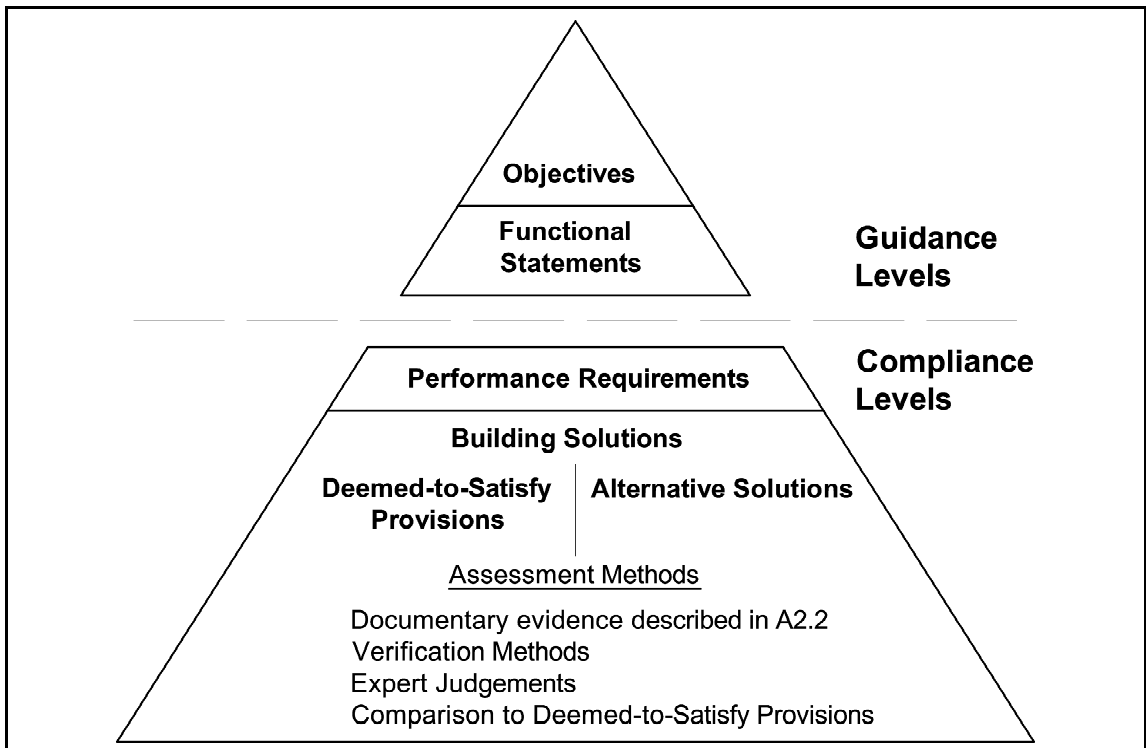 Objectives
Functional
Statements
Guidance
Levels
Compliance
Levels
Performance Requirements
Building Solutions
Deemed-to-Satisfy
Provisions
Alternative Solutions
Assessment Methods
Documentary evidence described in A2.2
Verification Methods
Expert Judgements
Comparison to Deemed-to-Satisfy Provisions